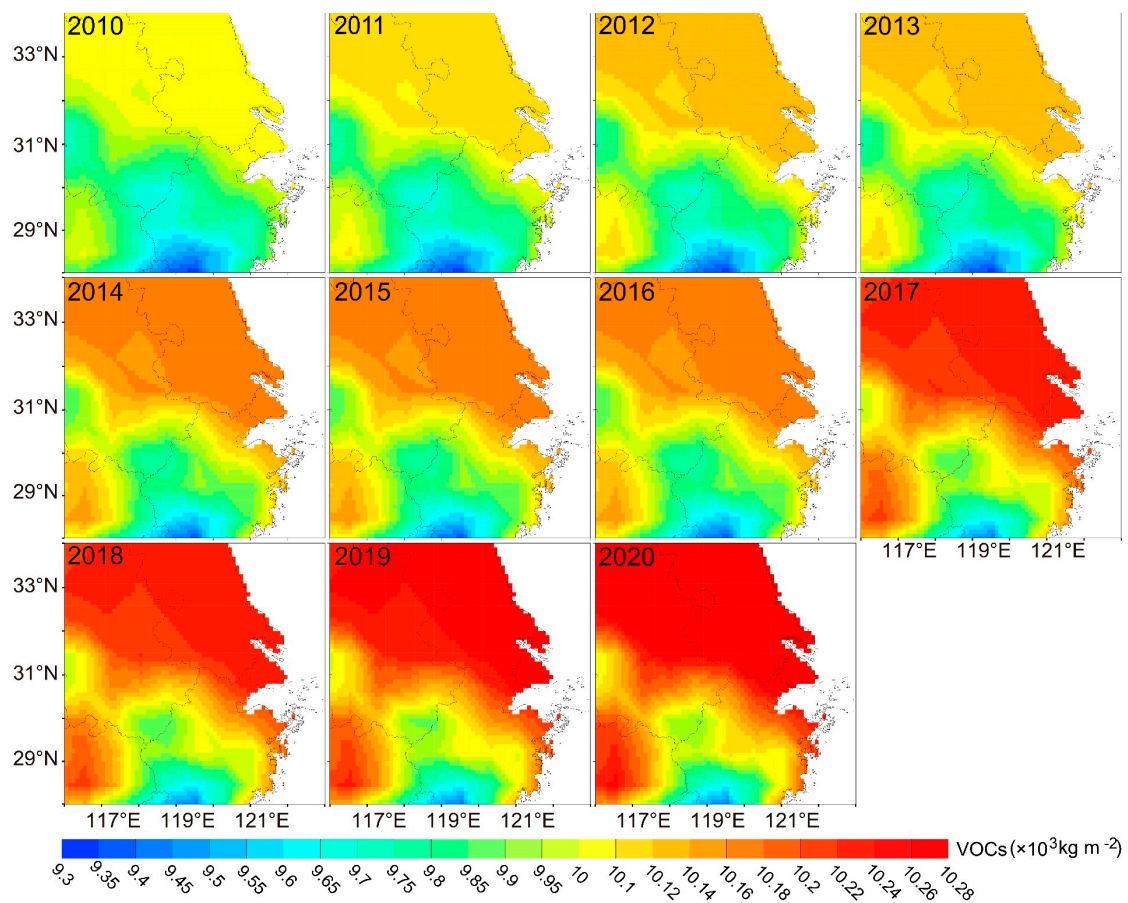 2010 2011 2012 2013
33°N
31°N
29°N
2014 2015 2016 2017
33°N
31°N
29°N
117°E 119°E 121°E
2018 2019 2020
33°N
31°N
29°N
117°E 119°E 121°E 117°E 119°E 121°E 117°E 119°E 121°E
VOCs (×10³kg m⁻²)
9.3 9.35 9.4 9.45 9.5 9.55 9.6 9.65 9.7 9.75 9.8 9.85 9.9 9.95 10 10.1 10.12 10.14 10.16 10.18 10.2 10.22 10.24 10.26 10.28